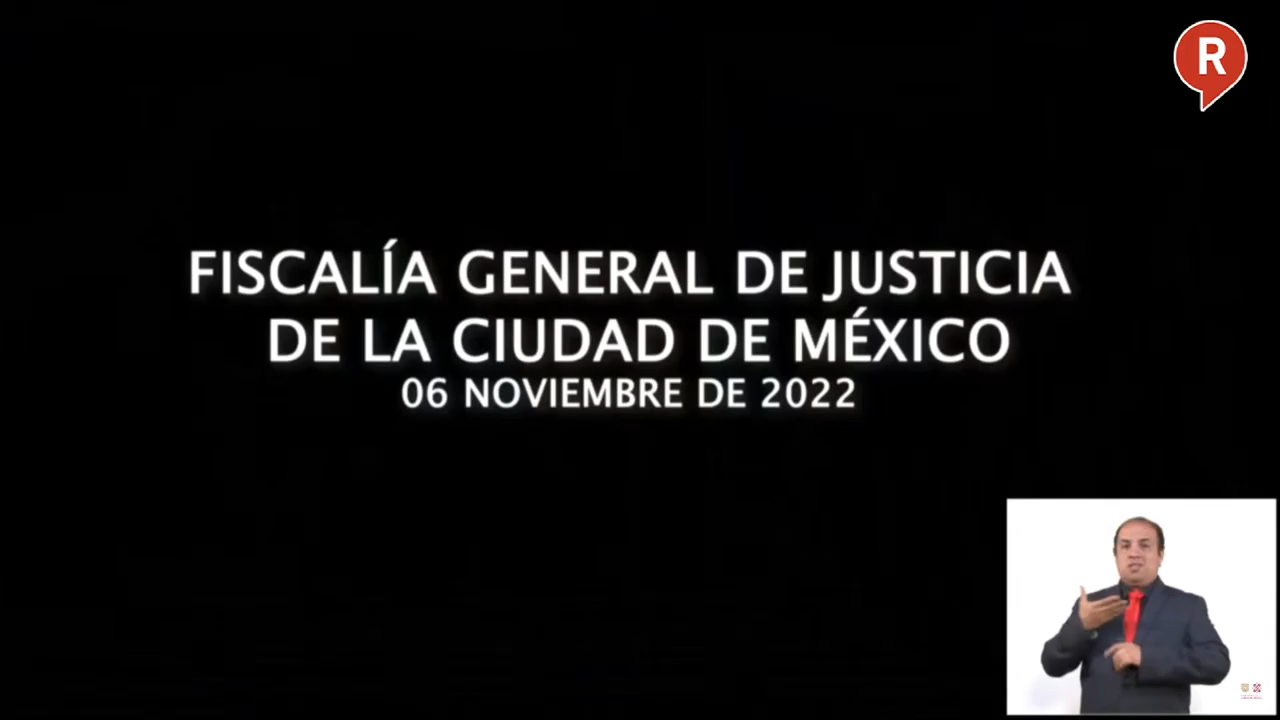 R
FISCALÍA GENERAL DE JUSTICIA
DE LA CIUDAD DE MÉXICO
06 NOVIEMBRE DE 2022